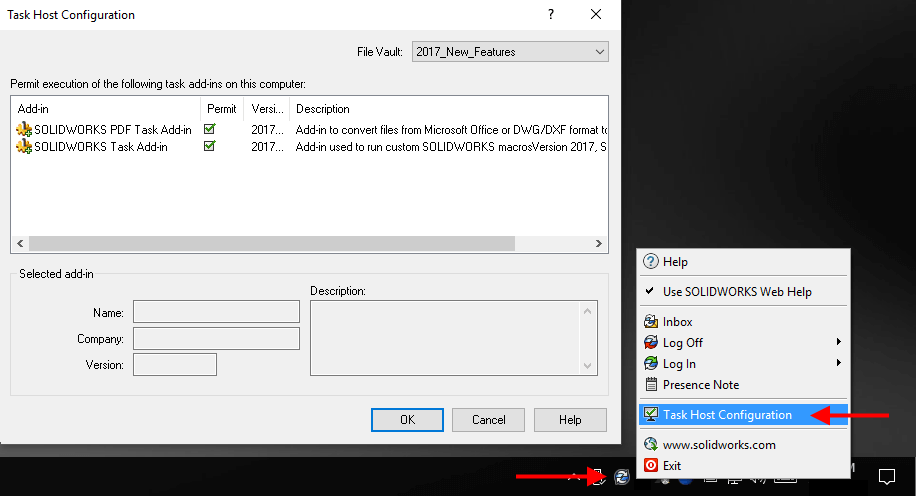 Task Host Configuration
?
File Vault: 2017_New_Features
Permit execution of the following task add-ins on this computer:
Add-in Permit Versi... Description
SOLIDWORKS PDF Task Add-in 2017... Add-in to convert files from Microsoft Office or DWG/DXF format to
SOLIDWORKS Task Add-in 2017... Add-in used to run custom SOLIDWORKS macrosVersion 2017, S
Selected add-in
Name:
Company:
Version:
Description:
OK Cancel Help
Help
Use SOLIDWORKS Web Help
Inbox
Log Off
Log In
Presence Note
Task Host Configuration
www.solidworks.com
Exit